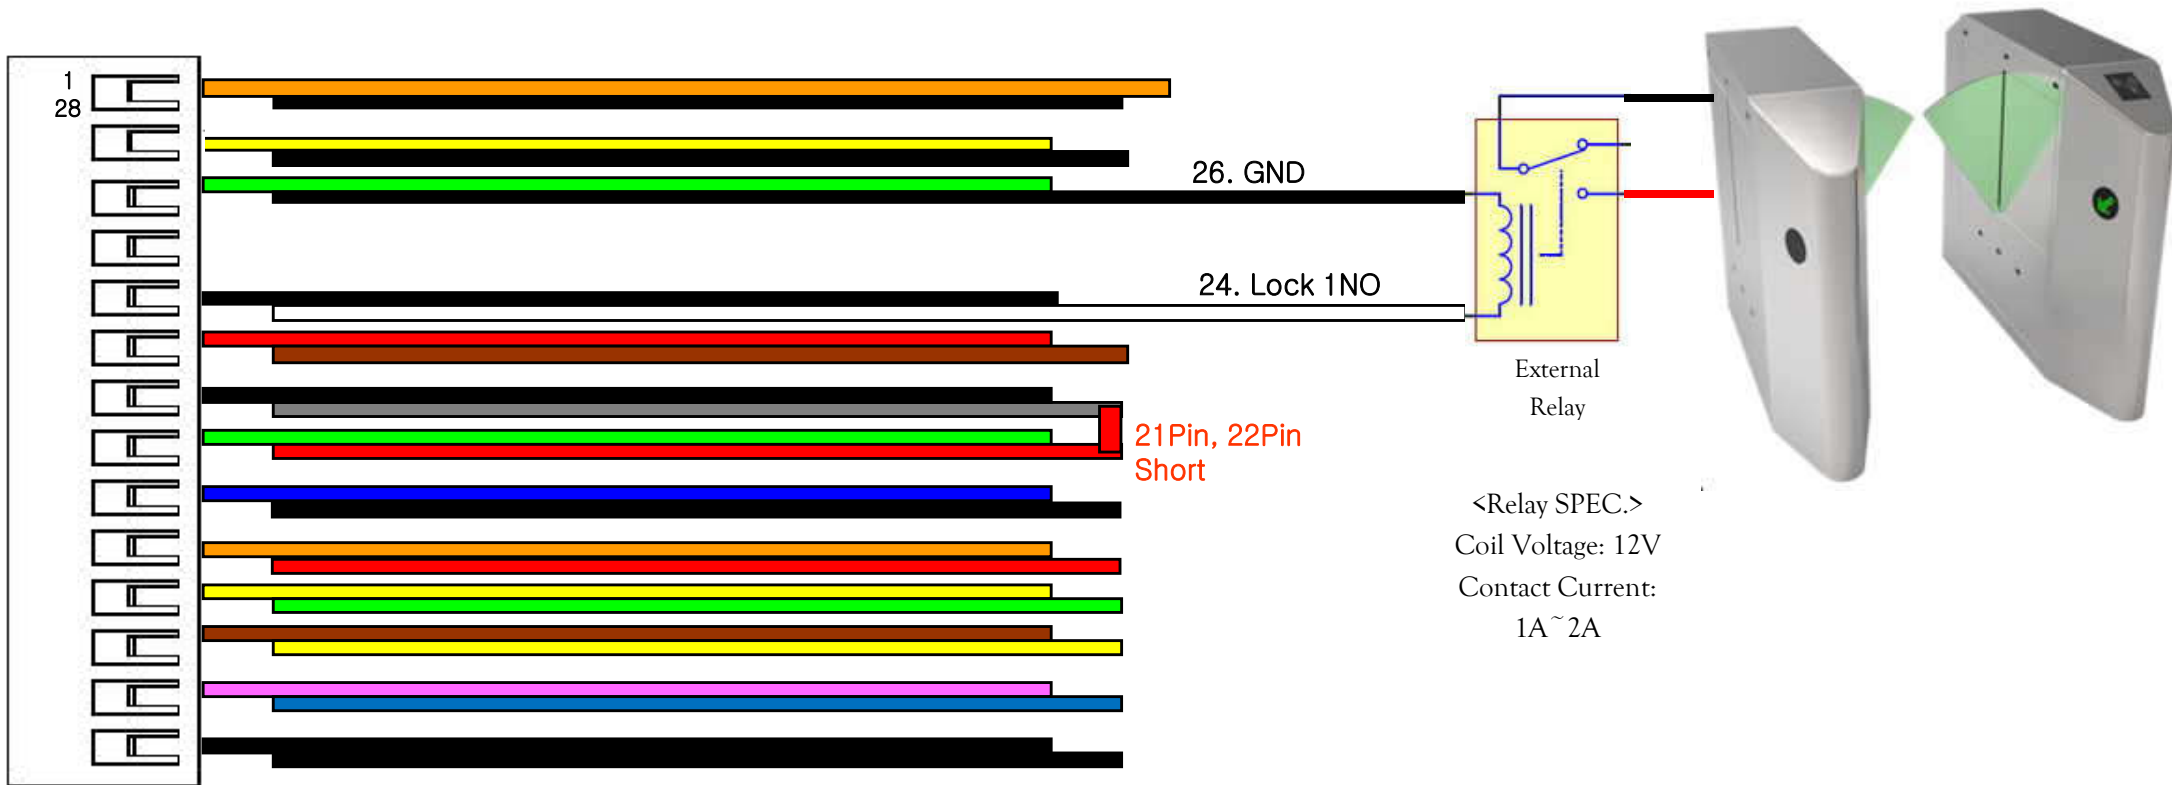 1
28
26. GND
24. Lock 1NO
External
Relay
21Pin, 22Pin
Short
<Relay SPEC.>
Coil Voltage: 12V
Contact Current:
1A~2A